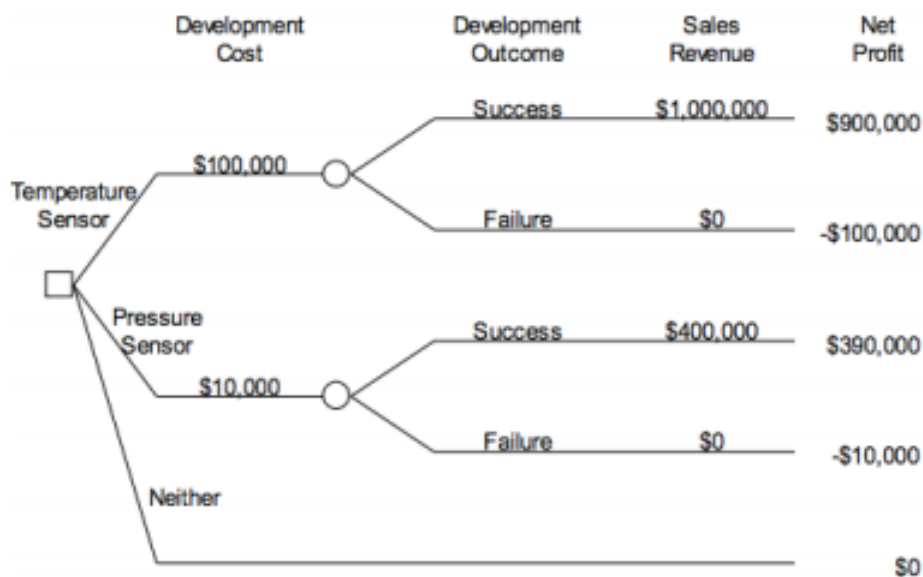 Development Cost
Development Outcome
Sales Revenue
Net Profit
Success
$1,000,000
$900,000
$100,000
Temperature Sensor
Failure
$0
-$100,000
Pressure Sensor
Success
$400,000
$390,000
$10,000
Failure
$0
-$10,000
Neither
$0